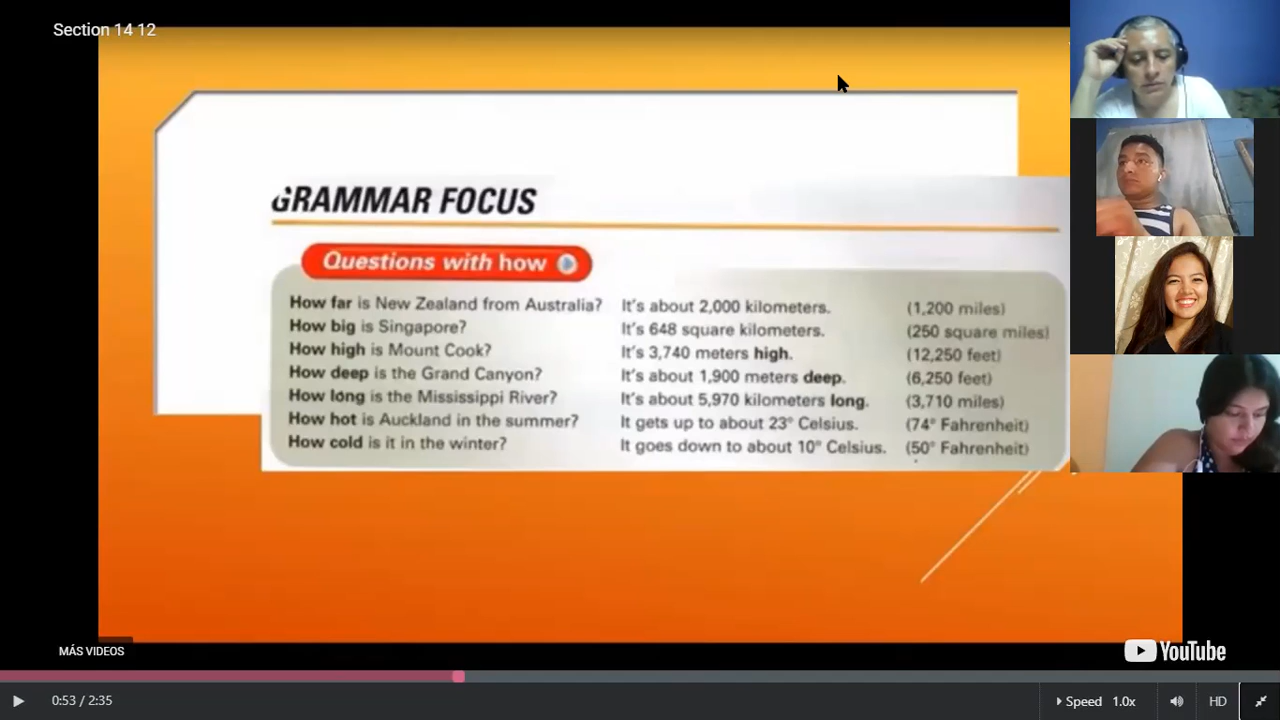 Section 14 12
GRAMMAR FOCUS
Questions with how
How far is New Zealand from Australia? It's about 2,000 kilometers. (1,200 miles)
How big is Singapore? It's 648 square kilometers. (250 square miles)
How high is Mount Cook? It's 3,740 meters high. (12,250 feet)
How deep is the Grand Canyon? It's about 1,900 meters deep. (6,250 feet)
How long is the Mississippi River? It's about 5,970 kilometers long. (3,710 miles)
How hot is Auckland in the summer? It gets up to about 23° Celsius. (74° Fahrenheit)
How cold is it in the winter? It goes down to about 10° Celsius. (50° Fahrenheit)
MÁS VIDEOS
YouTube
0:53 / 2:35
Speed 1.0x
HD